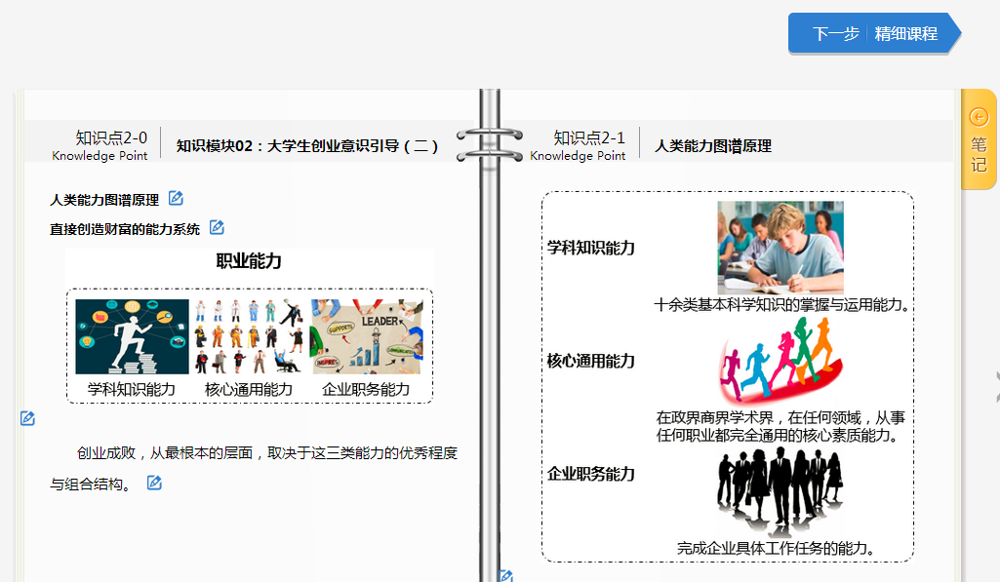 下一步 精细课程
知识点2-0
Knowledge Point
知识模块02：大学生创业意识引导（二）
人类能力图谱原理
直接创造财富的能力系统
职业能力
SUPPORTS
LEADER
INSPIRES
COMMUNICATES
学科知识能力 核心通用能力 企业职务能力
创业成败，从最根本的层面，取决于这三类能力的优秀程度
与组合结构。
知识点2-1
Knowledge Point
人类能力图谱原理
学科知识能力
十余类基本科学知识的掌握与运用能力。
核心通用能力
在政界商界学术界，在任何领域，从事
任何职业都完全通用的核心素质能力。
企业职务能力
完成企业具体工作任务的能力。
笔
记